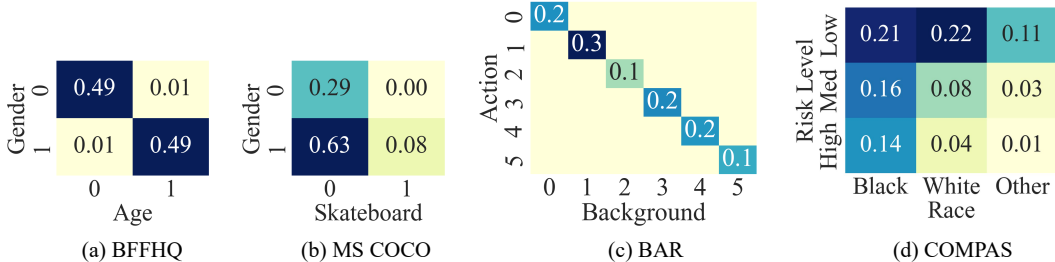 Gender
0
1
0.49
0.01
0.01
0.49
0
1
Age
(a) BFFHQ
Gender
0
1
0.29
0.00
0.63
0.08
0
1
Skateboard
(b) MS COCO
Action
0
1
2
3
4
5
0.2
0.3
0.1
0.2
0.2
0.1
0
1
2
3
4
5
Background
(c) BAR
Risk Level
Low
Med
High
0.21
0.22
0.11
0.16
0.08
0.03
0.14
0.04
0.01
Black
White
Other
Race
(d) COMPAS